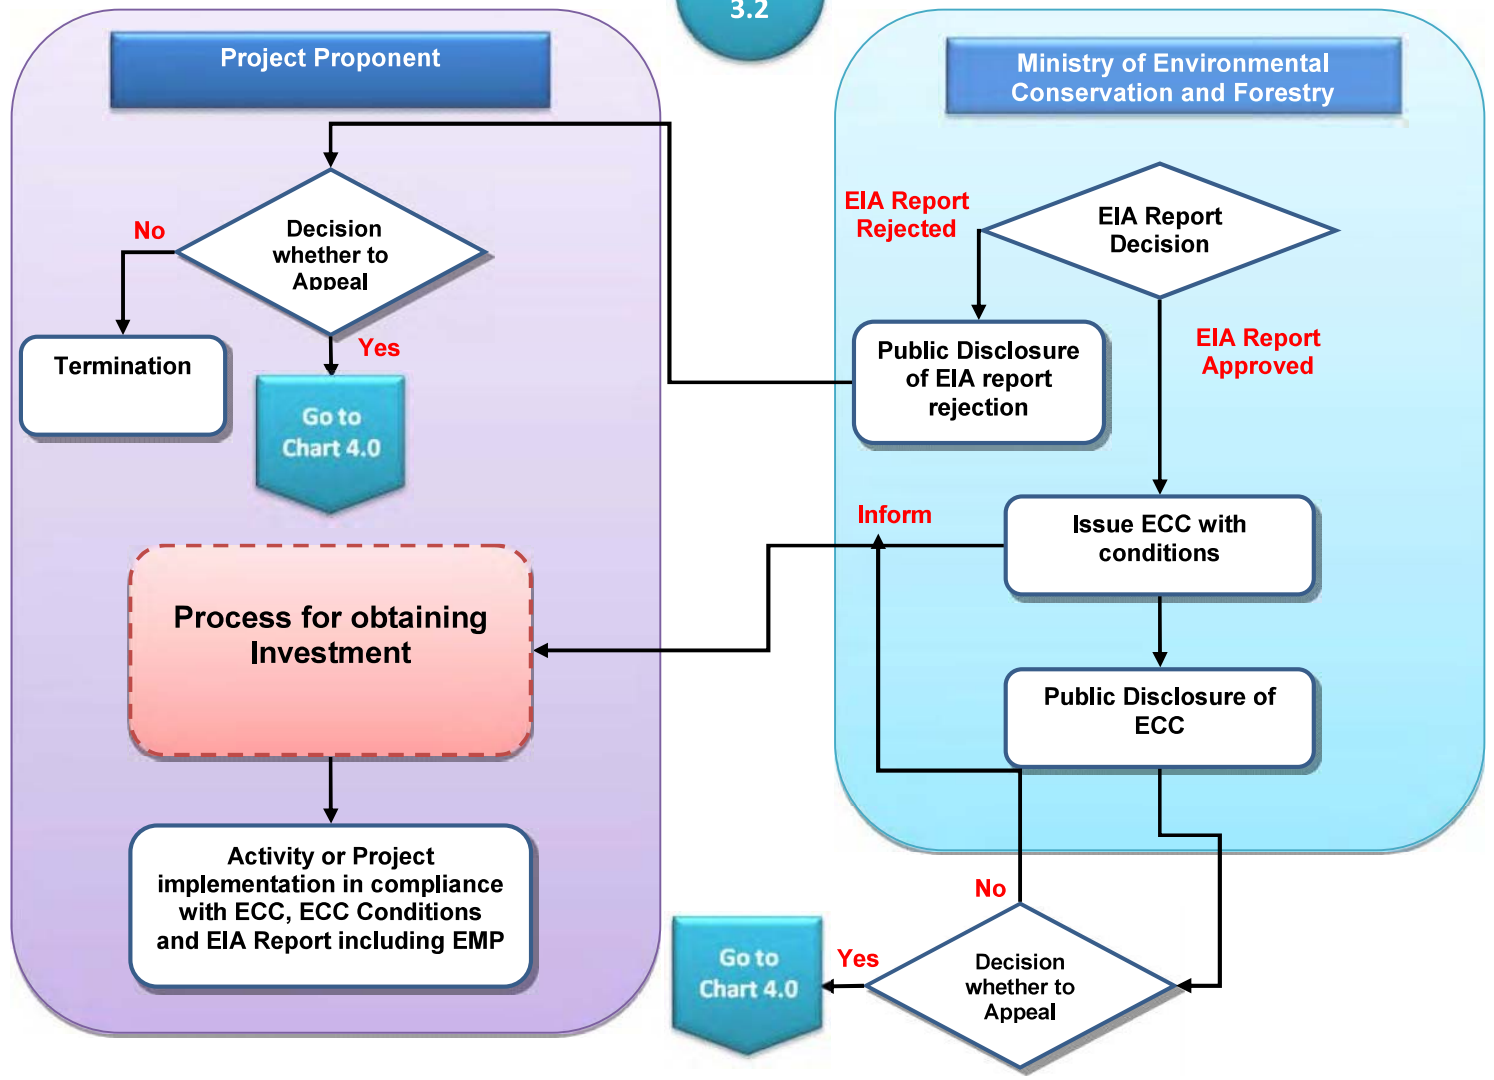 3.2
Project Proponent
Ministry of Environmental
Conservation and Forestry
Decision
whether to
Appeal
No
Yes
Termination
Go to
Chart 4.0
EIA Report
Rejected
EIA Report
Decision
Public Disclosure
of EIA report
rejection
EIA Report
Approved
Inform
Issue ECC with
conditions
Process for obtaining
Investment
Public Disclosure of
ECC
Activity or Project
implementation in compliance
with ECC, ECC Conditions
and EIA Report including EMP
No
Yes
Go to
Chart 4.0
Decision
whether to
Appeal